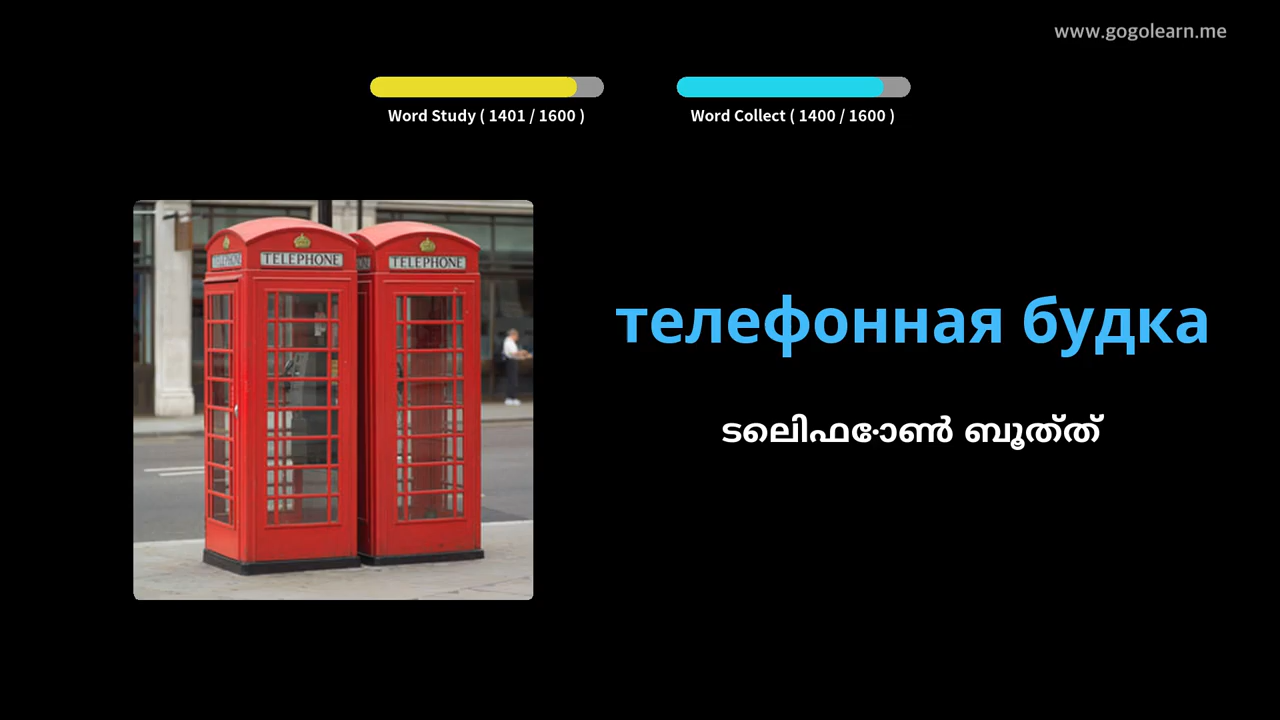 www.gogolearn.me
Word Study ( 1401 / 1600 )
Word Collect ( 1400 / 1600 )
TELEPHONE
TELEPHONE
телефонная будка
ടെലിഫോൺ ബൂത്ത്